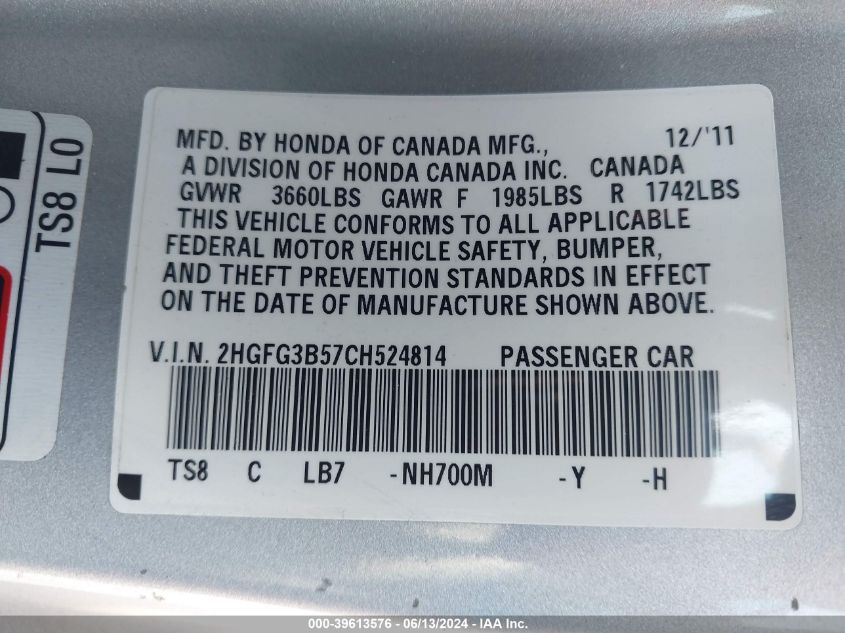 MFD. BY HONDA OF CANADA MFG., 12/'11
A DIVISION OF HONDA CANADA INC. CANADA
GVWR 3660LBS GAWR F 1985LBS R 1742LBS
THIS VEHICLE CONFORMS TO ALL APPLICABLE
FEDERAL MOTOR VEHICLE SAFETY, BUMPER,
AND THEFT PREVENTION STANDARDS IN EFFECT
ON THE DATE OF MANUFACTURE SHOWN ABOVE.
V.I.N. 2HGFG3B57CH524814 PASSENGER CAR
TS8 C LB7 -NH700M -Y -H
TS8 LO
000-39613576 - 06/13/2024 - IAA Inc.